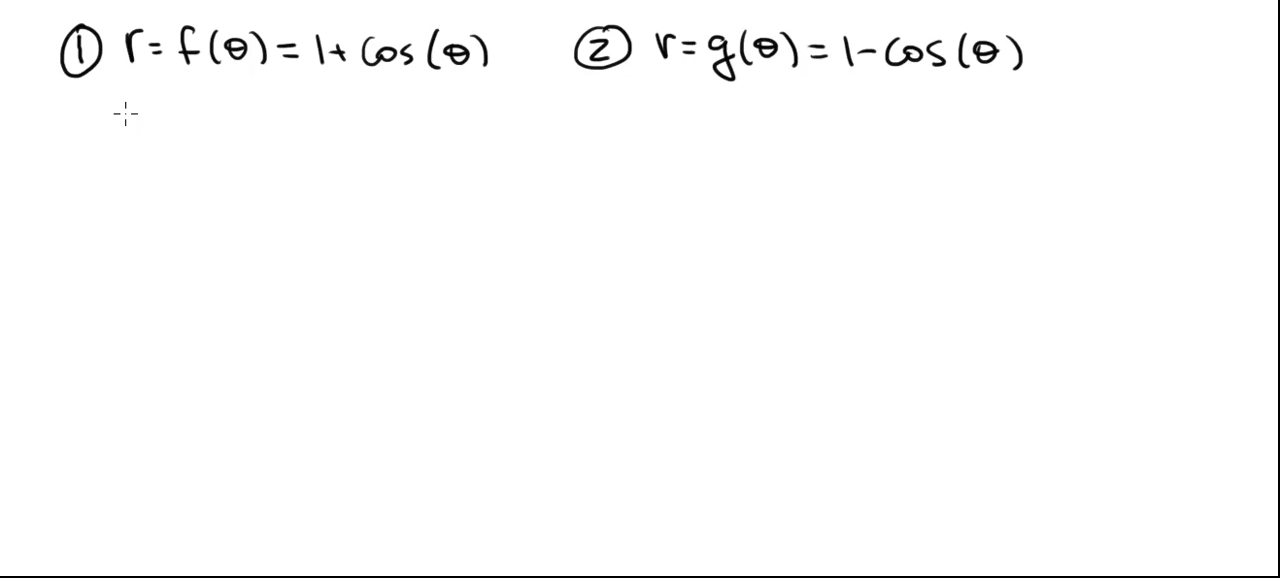 ① r = f(θ) = 1 + cos(θ) ② r = g(θ) = 1 - cos(θ)